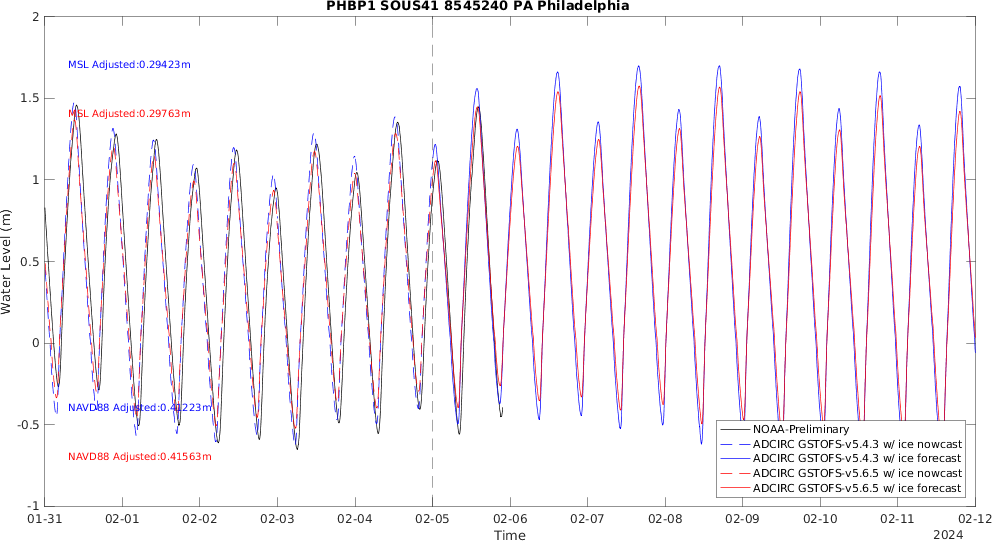 PHBP1 SOUS41 8545240 PA Philadelphia
2
MSL Adjusted:0.29423m
1.5
MSL Adjusted:0.29763m
1
0.5
Water Level (m)
0
NAVD88 Adjusted:0.41223m
-0.5
NAVD88 Adjusted:0.41563m
-1
NOAA-Preliminary
ADCIRC GSTOFS-v5.4.3 w/ ice nowcast
ADCIRC GSTOFS-v5.4.3 w/ ice forecast
ADCIRC GSTOFS-v5.6.5 w/ ice nowcast
ADCIRC GSTOFS-v5.6.5 w/ ice forecast
01-31 02-01 02-02 02-03 02-04 02-05 02-06 02-07 02-08 02-09 02-10 02-11 02-12
Time
2024